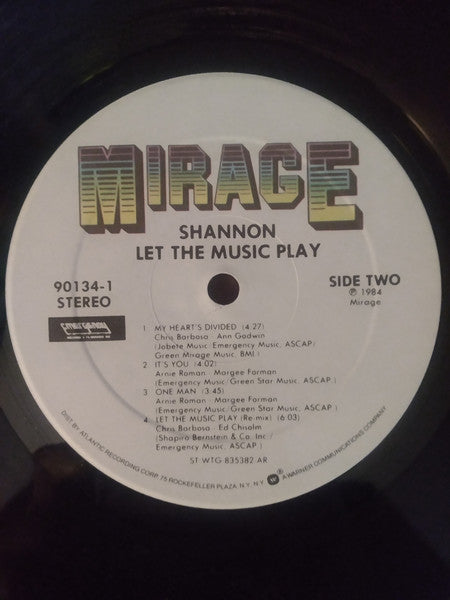 MIRAGE
SHANNON
LET THE MUSIC PLAY
90134-1
STEREO
SIDE TWO
℗ 1984
Mirage
emergency
1 MY HEART'S DIVIDED (4:27)
Chris Barbosa Ann Godwin
(Jobete Music Emergency Music, ASCAP/
Green Mirage Music, BMI)
2 IT'S YOU (4:02)
Arnie Roman Margee Forman
(Emergency Music, Green Star Music, ASCAP)
3 ONE MAN (3:45)
Arnie Roman Margee Forman
(Emergency Music, Green Star Music, ASCAP)
4 LET THE MUSIC PLAY (Re-mix) (6:03)
Chris Barbosa Ed Chisolm
(Shapiro Bernstein & Co. Inc./
Emergency Music, ASCAP)
ST-WTG 835382 AR
DIST. BY ATLANTIC RECORDING CORP. 75 ROCKEFELLER PLAZA, N.Y. N.Y. W ® A WARNER COMMUNICATIONS COMPANY